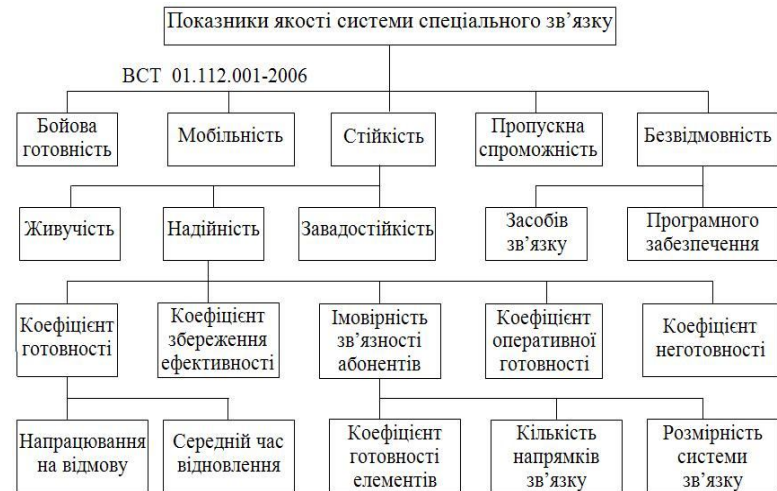 Показники якості системи спеціального зв’язку
ВСТ 01.112.001-2006
Бойова
готовність
Мобільність
Стійкість
Пропускна
спроможність
Безвідмовність
Живучість
Надійність
Завадостійкість
Засобів
зв’язку
Програмного
забезпечення
Коефіцієнт
готовності
Коефіцієнт
збереження
ефективності
Імовірність
зв’язності
абонентів
Коефіцієнт
оперативної
готовності
Коефіцієнт
неготовності
Напрацювання
на відмову
Середній час
відновлення
Коефіцієнт
готовності
елементів
Кількість
напрямків
зв’язку
Розмірність
системи
зв’язку